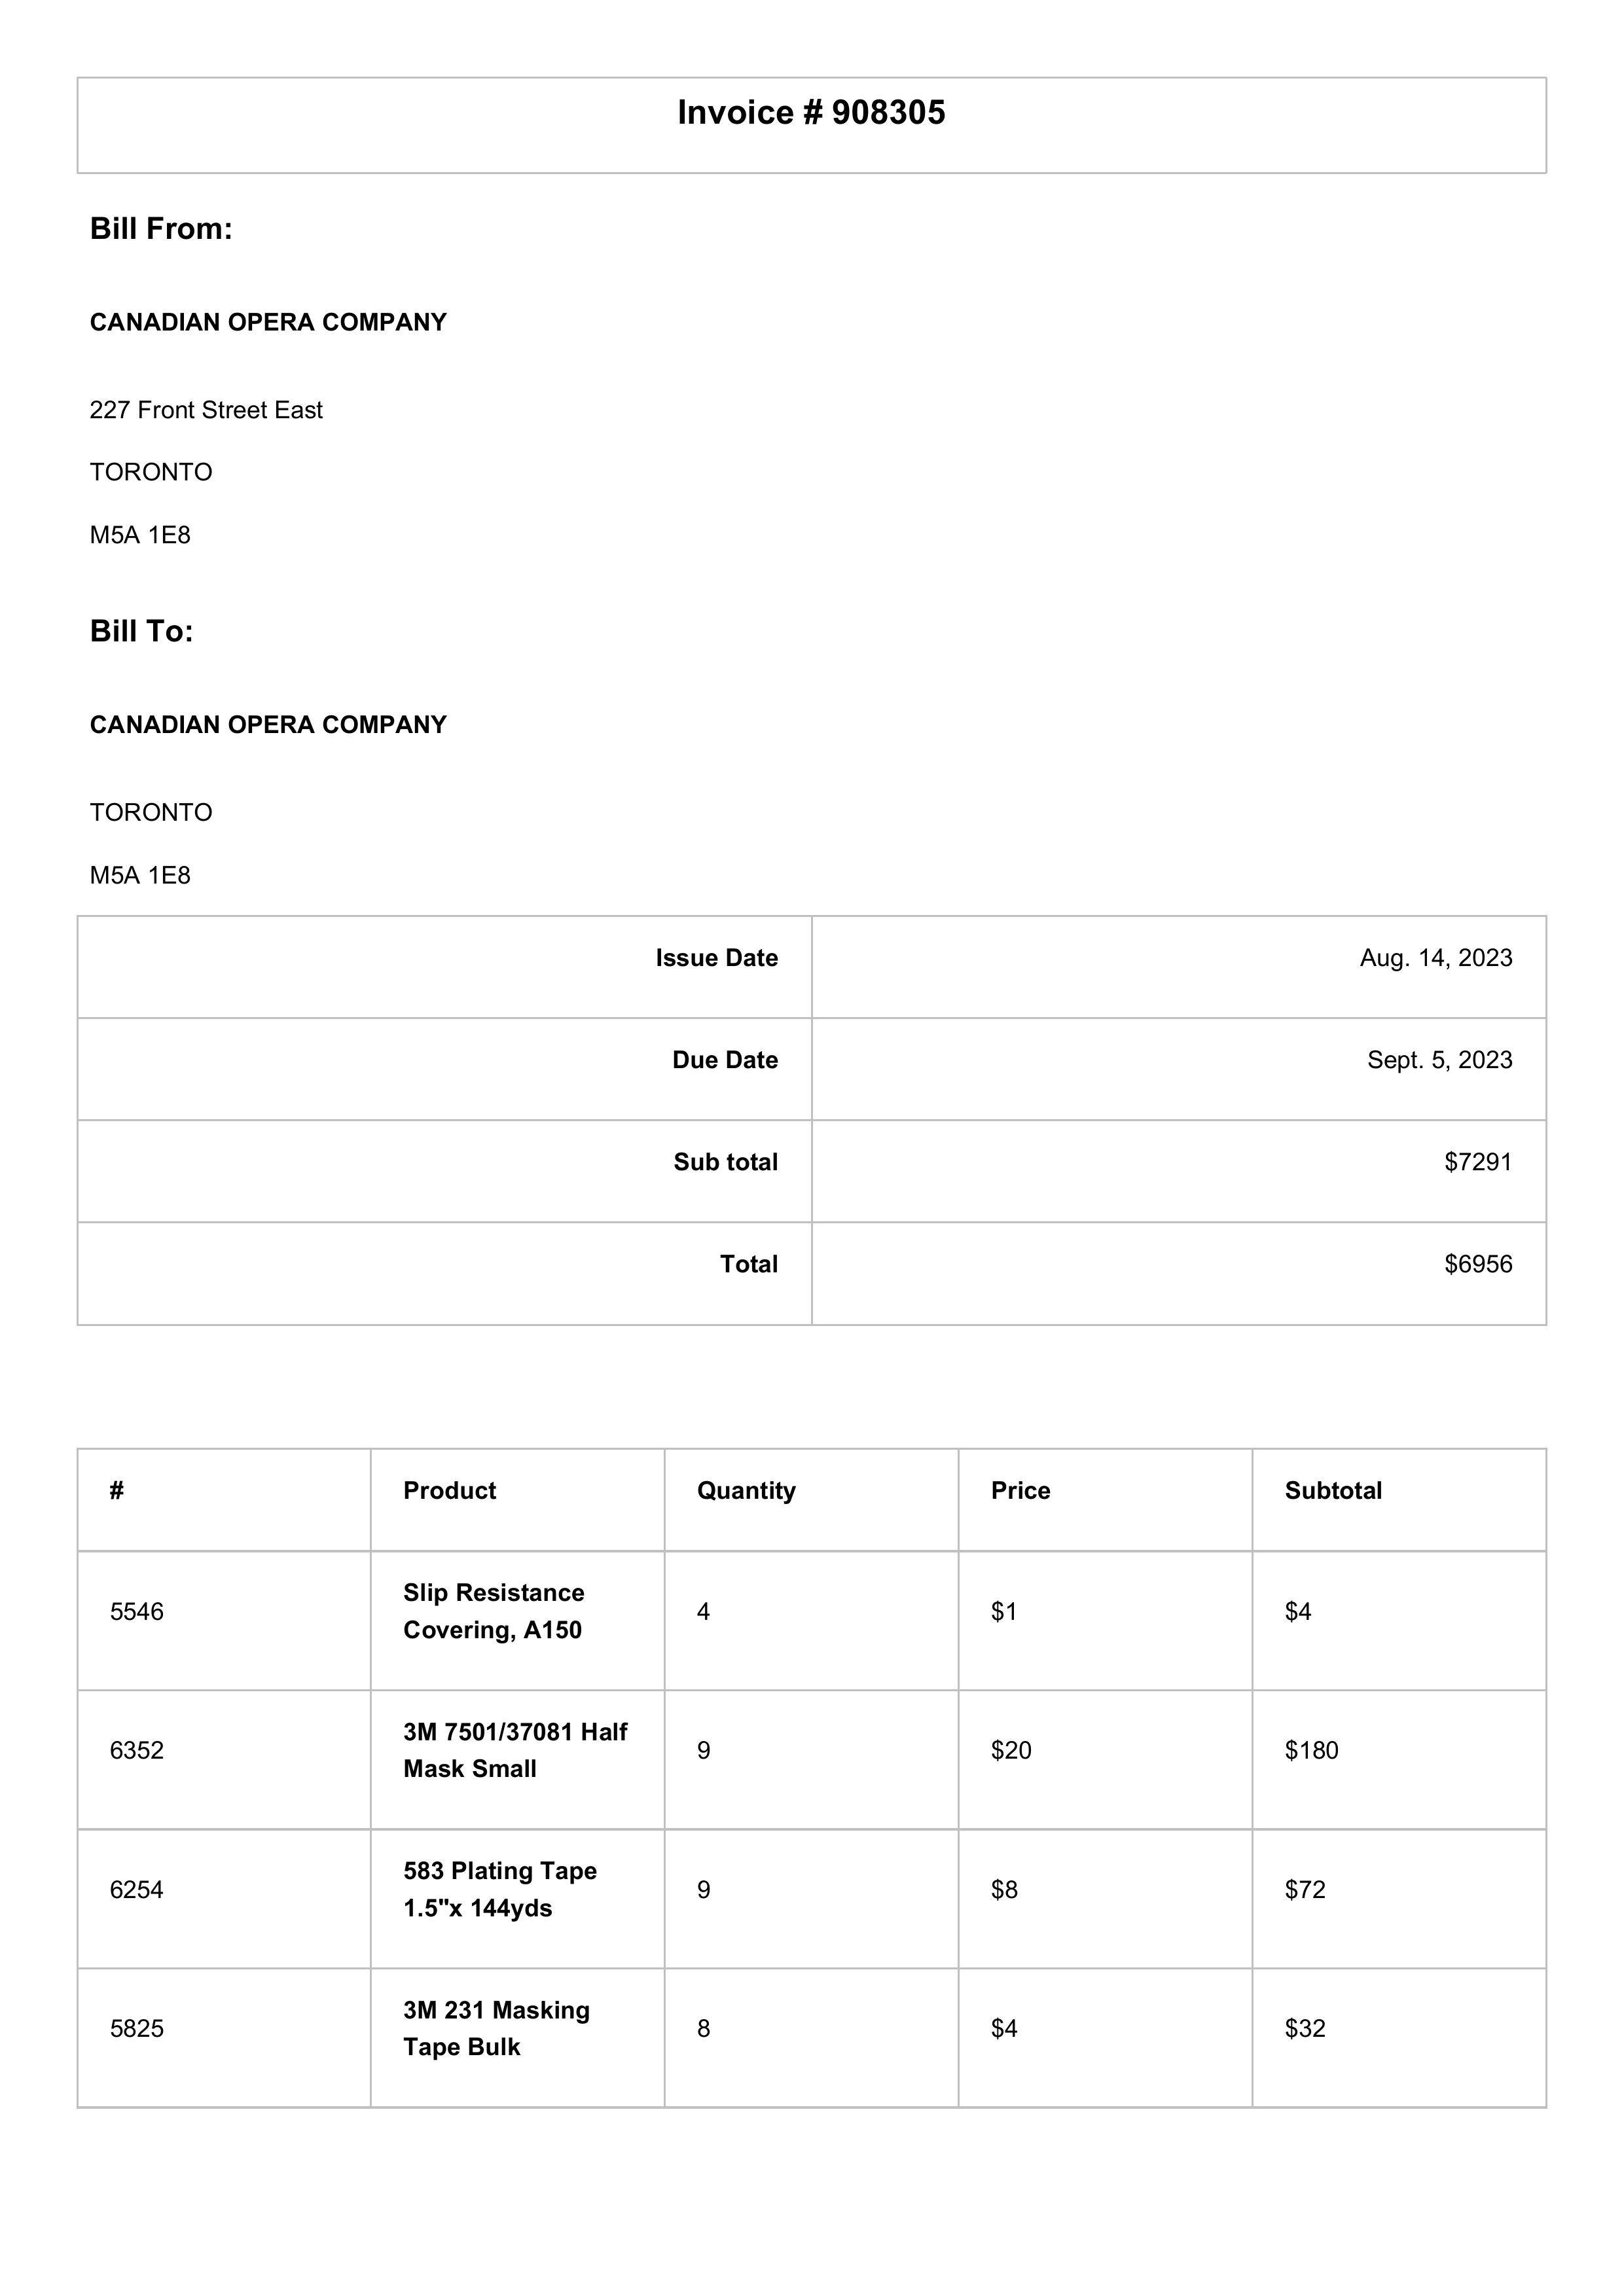 Invoice # 908305
Bill From:
CANADIAN OPERA COMPANY
227 Front Street East
TORONTO
M5A 1E8
Bill To:
CANADIAN OPERA COMPANY
TORONTO
M5A 1E8
Issue Date Aug. 14, 2023
Due Date Sept. 5, 2023
Sub total $7291
Total $6956
# Product Quantity Price Subtotal
5546 Slip Resistance Covering, A150 4 $1 $4
6352 3M 7501/37081 Half Mask Small 9 $20 $180
6254 583 Plating Tape 1.5"x 144yds 9 $8 $72
5825 3M 231 Masking Tape Bulk 8 $4 $32